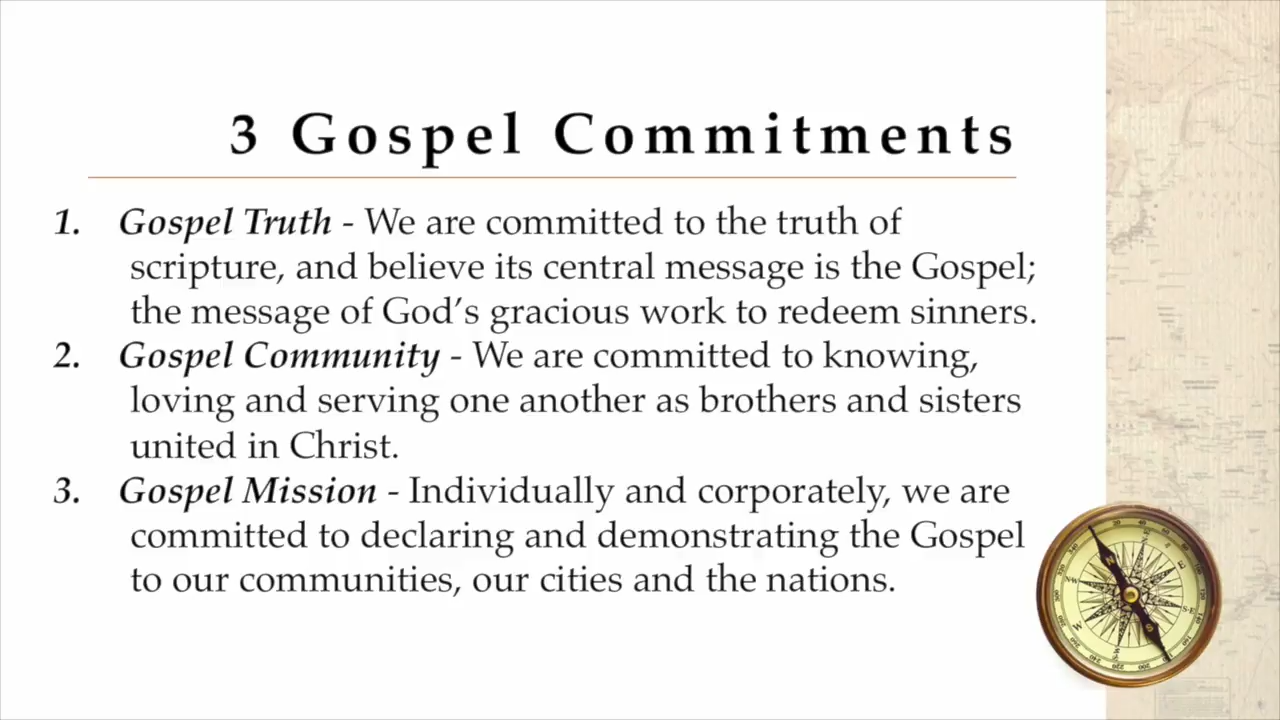 3 Gospel Commitments
1. Gospel Truth - We are committed to the truth of
scripture, and believe its central message is the Gospel;
the message of God’s gracious work to redeem sinners.
2. Gospel Community - We are committed to knowing,
loving and serving one another as brothers and sisters
united in Christ.
3. Gospel Mission - Individually and corporately, we are
committed to declaring and demonstrating the Gospel
to our communities, our cities and the nations.